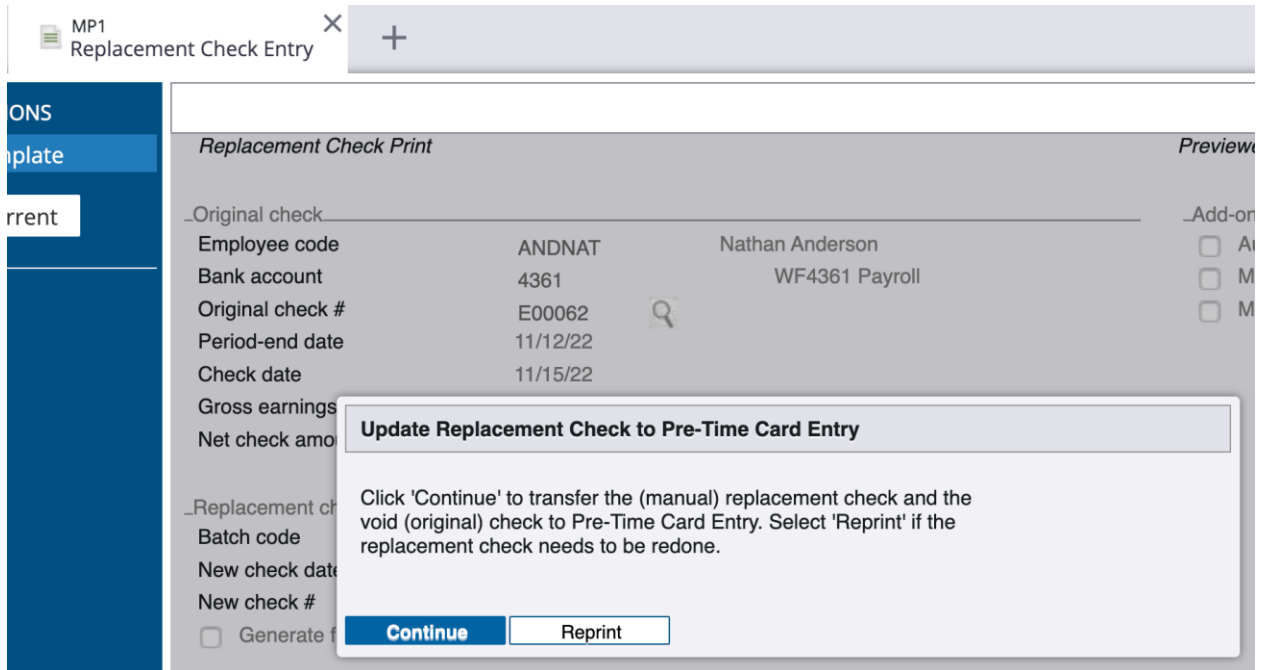 MP1
Replacement Check Entry
IONS
mplate
rrent
Replacement Check Print
Previewe
Original check
Add-on
Employee code ANDNAT Nathan Anderson
Bank account 4361 WF4361 Payroll
M
Original check # E00062
M
Period-end date 11/12/22
Check date 11/15/22
Gross earnings
Net check amo
Update Replacement Check to Pre-Time Card Entry
Click 'Continue' to transfer the (manual) replacement check and the
void (original) check to Pre-Time Card Entry. Select 'Reprint' if the
replacement check needs to be redone.
Continue Reprint
Replacement ch
Batch code
New check date
New check #
Generate f